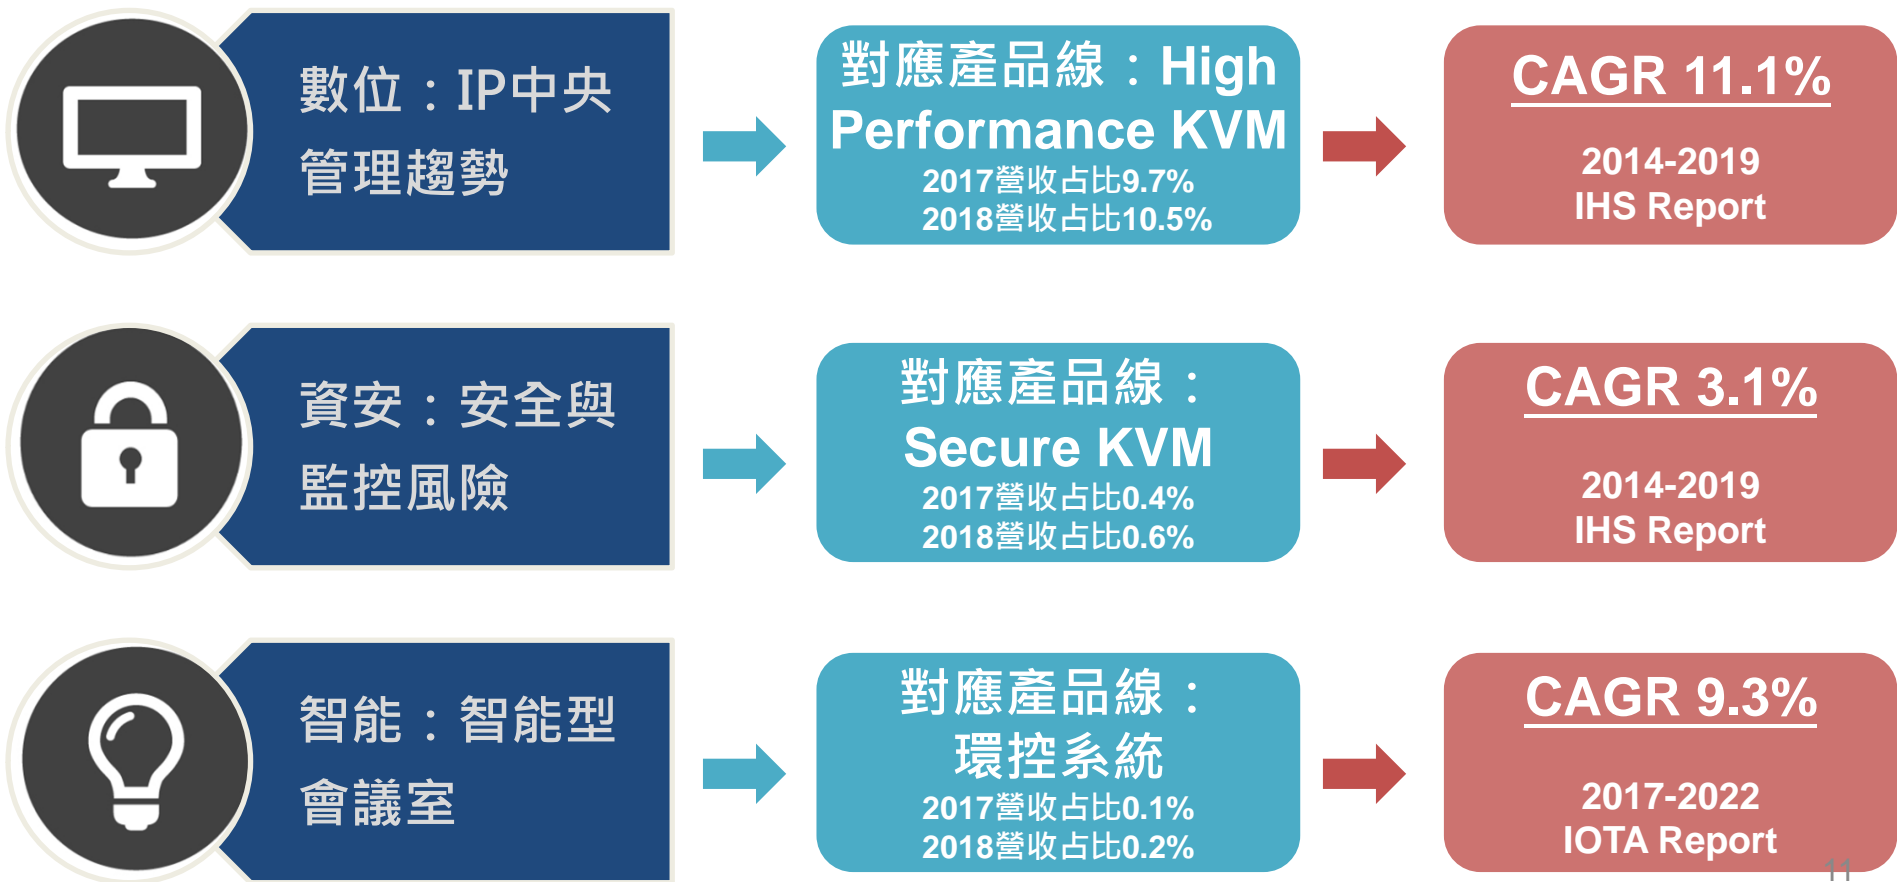 數位：IP中央
管理趨勢
對應產品線：High
Performance KVM
2017營收占比9.7%
2018營收占比10.5%
CAGR 11.1%
2014-2019
IHS Report
資安：安全與
監控風險
對應產品線：
Secure KVM
2017營收占比0.4%
2018營收占比0.6%
CAGR 3.1%
2014-2019
IHS Report
智能：智能型
會議室
對應產品線：
環控系統
2017營收占比0.1%
2018營收占比0.2%
CAGR 9.3%
2017-2022
IOTA Report
11